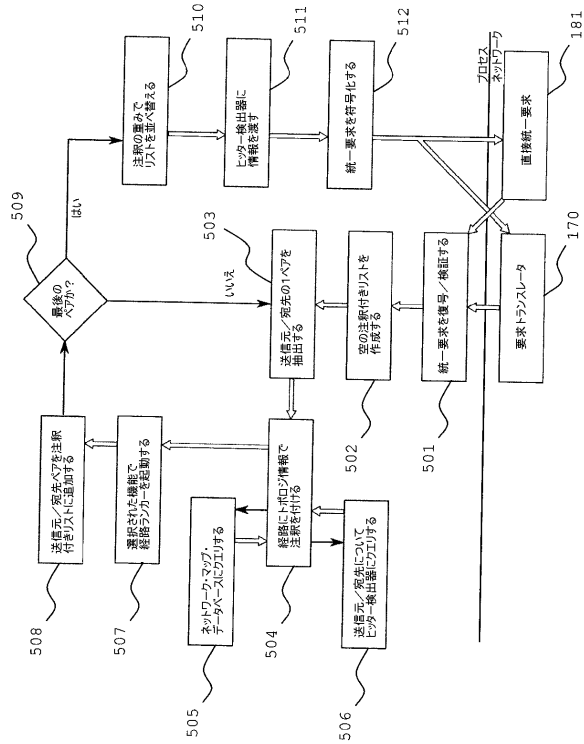 510
注釈の重みで
リストを並べ替える
511
ヒッター検出器に
情報を渡す
512
統一要求を符号化する
プロセス
ネットワーク
181
直接統一要求
509
最後の
ペアか?
はい
いいえ
503
送信元/宛先の1ペアを
抽出する
502
空の注釈付きリストを
作成する
501
統一要求を復号/検証する
170
要求トランスレータ
508
送信元/宛先ペアを注釈
付きリストに追加する
507
選択された機能で
経路ランカーを起動する
505
ネットワーク・マップ・
データベースにクエリする
504
経路にトポロジ情報で
注釈を付ける
506
送信元/宛先について
ヒッター検出器にクエリする